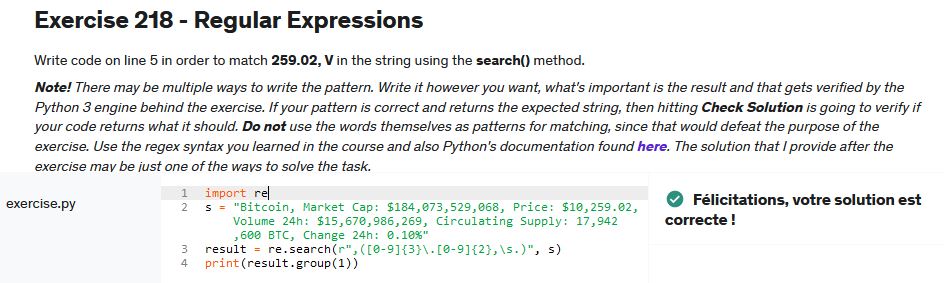 Exercise 218 - Regular Expressions
Write code on line 5 in order to match 259.02, V in the string using the search() method.
Note! There may be multiple ways to write the pattern. Write it however you want, what's important is the result and that gets verified by the
Python 3 engine behind the exercise. If your pattern is correct and returns the expected string, then hitting Check Solution is going to verify if
your code returns what it should. Do not use the words themselves as patterns for matching, since that would defeat the purpose of the
exercise. Use the regex syntax you learned in the course and also Python's documentation found here. The solution that I provide after the
exercise may be just one of the ways to solve the task.
exercise.py
1 import re
2 s = "Bitcoin, Market Cap: $184,073,529,068, Price: $10,259.02,
Volume 24h: $15,670,986,269, Circulating Supply: 17,942
,600 BTC, Change 24h: 0.10%"
3 result = re.search(r",([0-9]{3}\.[0-9]{2},\s.)", s)
4 print(result.group(1))
Félicitations, votre solution est
correcte !